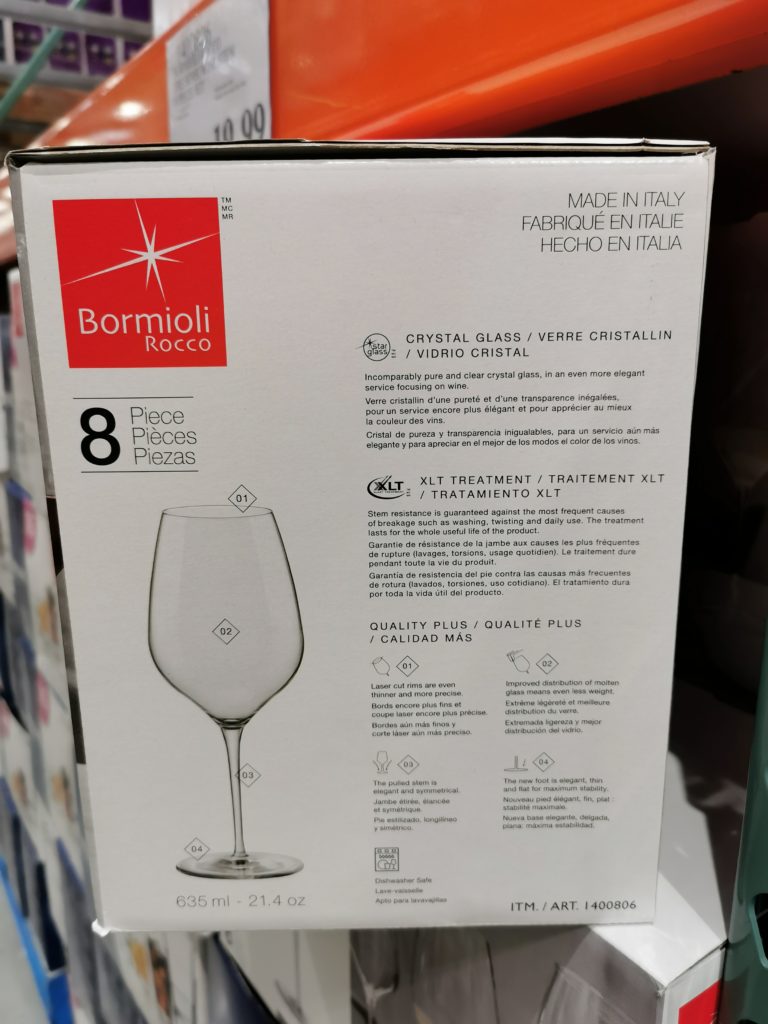 19.99
Bormioli
Rocco
TM
MC
MR
MADE IN ITALY
FABRIQUÉ EN ITALIE
HECHO EN ITALIA
star
glass
CRYSTAL GLASS / VERRE CRISTALLIN
/ VIDRIO CRISTAL
Incomparably pure and clear crystal glass, in an even more elegant
service focusing on wine.
Verre cristallin d'une pureté et d'une transparence inégalées,
pour un service encore plus élégant et pour apprécier au mieux
la couleur des vins.
Cristal de pureza y transparencia inigualables, para un servicio aún más
elegante y para apreciar en el mejor de los modos el color de los vinos.
8
Piece
Pièces
Piezas
XLT
XLT TREATMENT / TRAITEMENT XLT
/ TRATAMIENTO XLT
Stem resistance is guaranteed against the most frequent causes
of breakage such as washing, twisting and daily use. The treatment
lasts for the whole useful life of the product.
Garantie de résistance de la jambe aux causes les plus fréquentes
de rupture (lavages, torsions, usage quotidien). Le traitement dure
pendant toute la vie du produit.
Garantía de resistencia del pie contra las causas más frecuentes
de rotura (lavados, torsiones, uso cotidiano). El tratamiento dura
por toda la vida útil del producto.
QUALITY PLUS / QUALITÉ PLUS
/ CALIDAD MÁS
01
Laser cut rims are even
thinner and more precise.
Bords encore plus fins et
coupe laser encore plus précise.
Bordes aún más finos y
corte láser aún más preciso.
02
Improved distribution of molten
glass means even less weight.
Extrême légèreté et meilleure
distribution du verre.
Extremada ligereza y mejor
distribución del vidrio.
03
The pulled stem is
elegant and symmetrical.
Jambe étirée, élancée
et symétrique.
Pie estilizado, longilíneo
y simétrico.
04
The new foot is elegant, thin
and flat for maximum stability.
Nouveau pied élégant, fin, plat :
stabilité maximale.
Nueva base elegante, delgada,
plana: máxima estabilidad.
Dishwasher Safe
Lave-vaisselle
Apto para lavavajillas
01
02
03
04
635 ml - 21.4 oz
ITM. / ART. 1400806